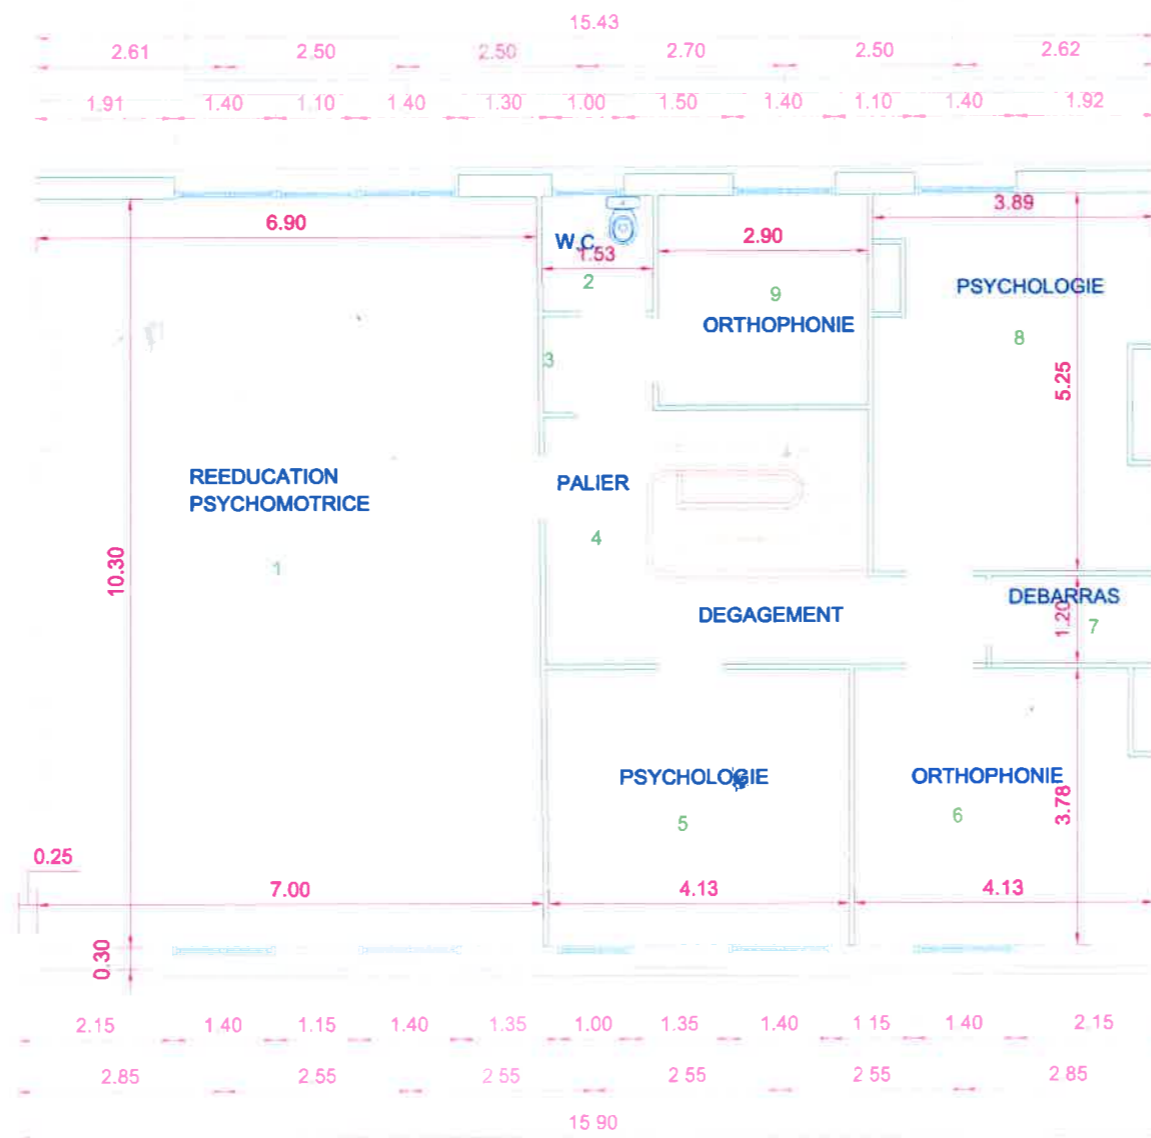 15.43
2.61 2.50 2.50 2.70 2.50 2.62
1.91 1.40 1.10 1.40 1.30 1.00 1.50 1.40 1.10 1.40 1.92
6.90
3.89
W.C
1.53
2
2.90
9
ORTHOPHONIE
PSYCHOLOGIE
8
3
5.25
REEDUCATION
PSYCHOMOTRICE
1
10.30
PALIER
4
DEGAGEMENT
DEBARRAS
7
1.20
PSYCHOLOGIE
5
ORTHOPHONIE
6
3.78
0.25
7.00
4.13
4.13
0.30
2.15 1.40 1.15 1.40 1.35 1.00 1.35 1.40 1 15 1 40 2.15
2.85 2.55 2 55 2 55 2 55 2 85
15 90